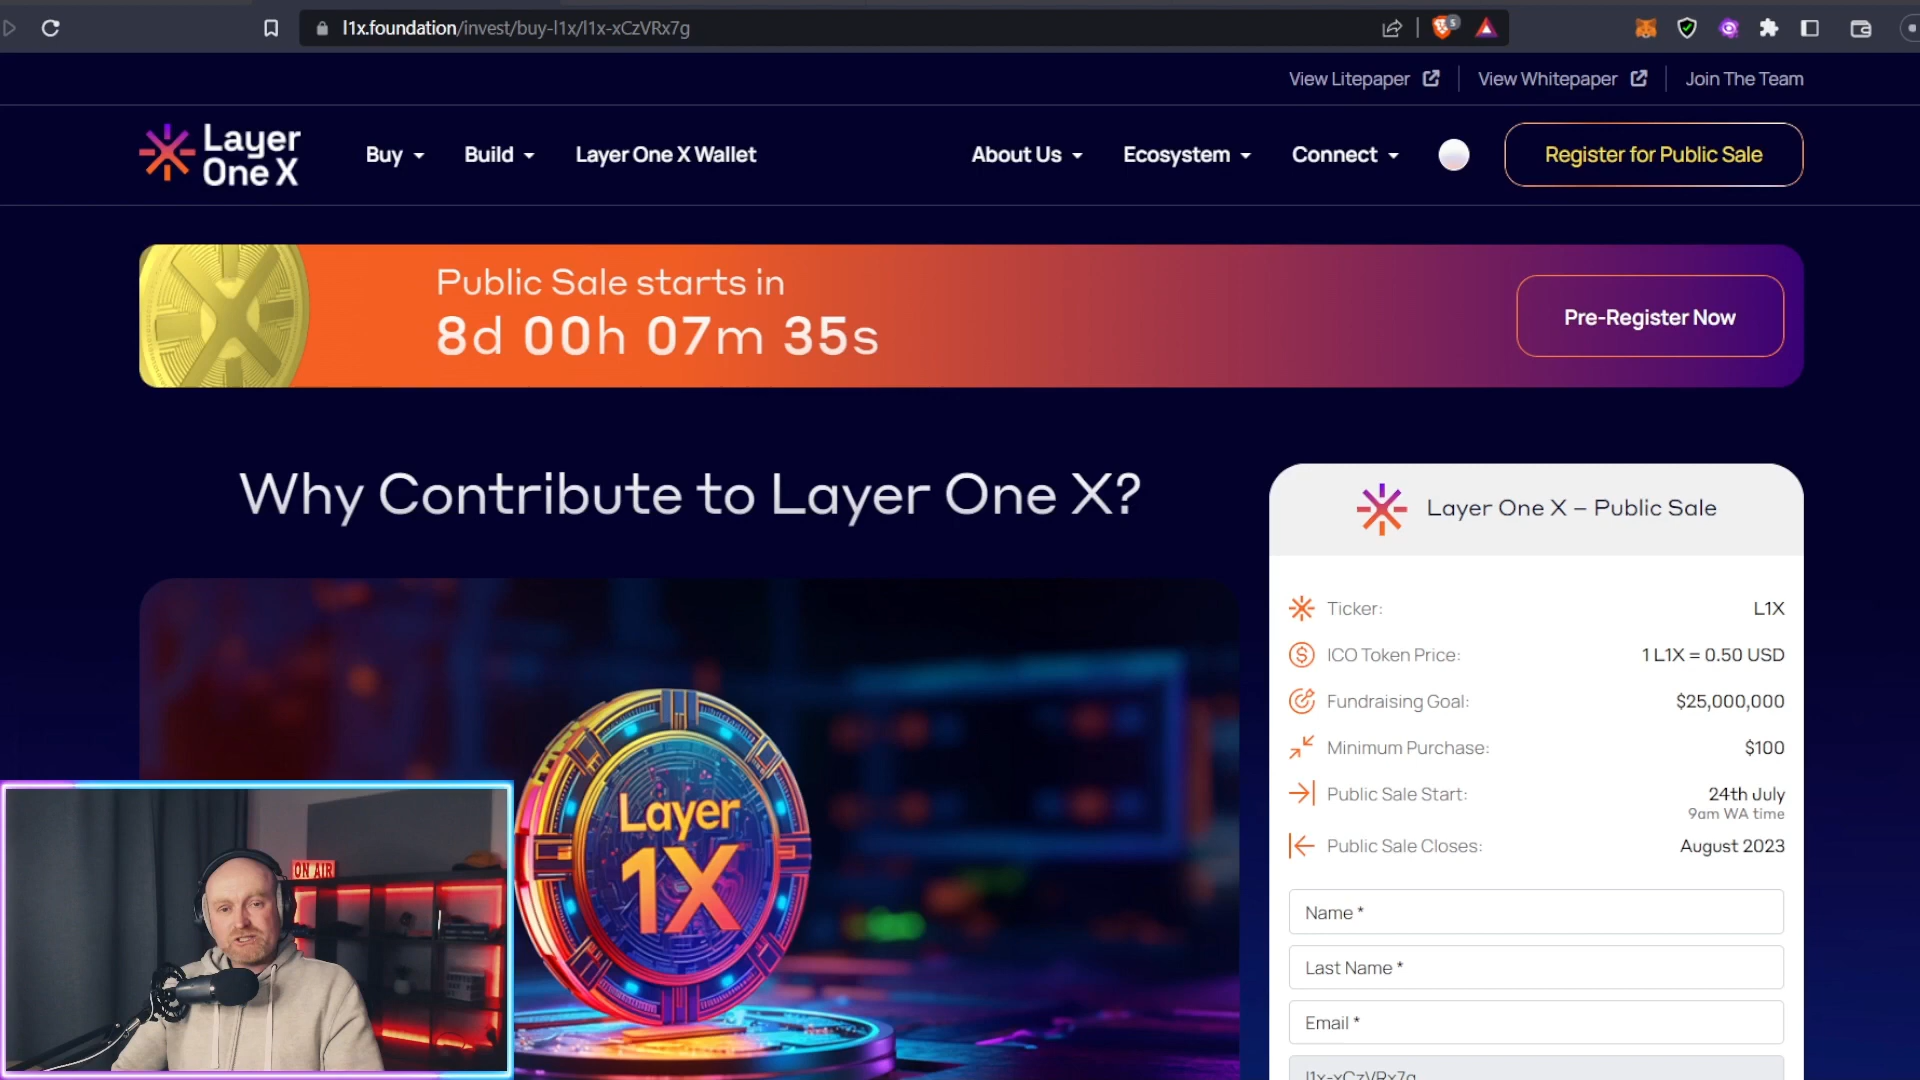 l1x.foundation/invest/buy-l1x/l1x-xCzVRx7g
5
View Litepaper
View Whitepaper
Join The Team
Layer
One X
Buy
Build
Layer One X Wallet
About Us
Ecosystem
Connect
Register for Public Sale
Public Sale starts in
8d 00h 07m 35s
Pre-Register Now
Why Contribute to Layer One X?
Layer One X – Public Sale
Ticker: L1X
ICO Token Price: 1 L1X = 0.50 USD
Fundraising Goal: $25,000,000
Minimum Purchase: $100
Public Sale Start: 24th July
9am WA time
Public Sale Closes: August 2023
Name *
Last Name *
Email *
l1x-xCzVRx7g
Layer
1X
ON AIR